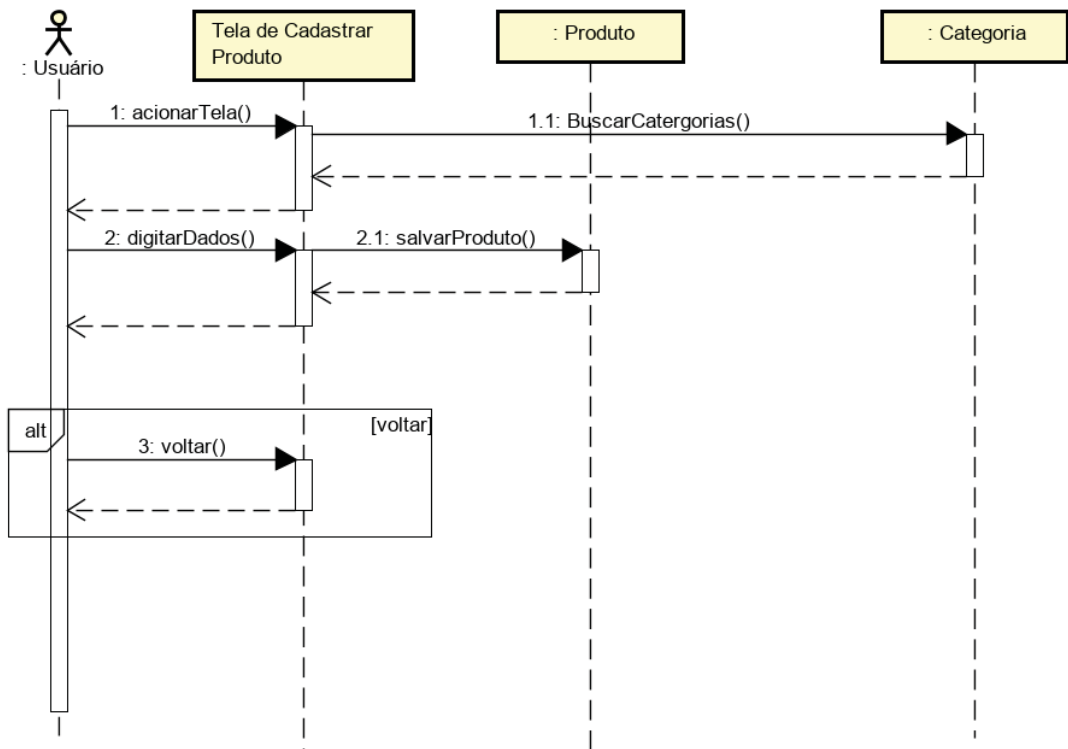 : Usuário
Tela de Cadastrar
Produto
: Produto
: Categoria
1: acionarTela()
1.1: BuscarCatergorias()
2: digitarDados()
2.1: salvarProduto()
alt
[voltar]
3: voltar()